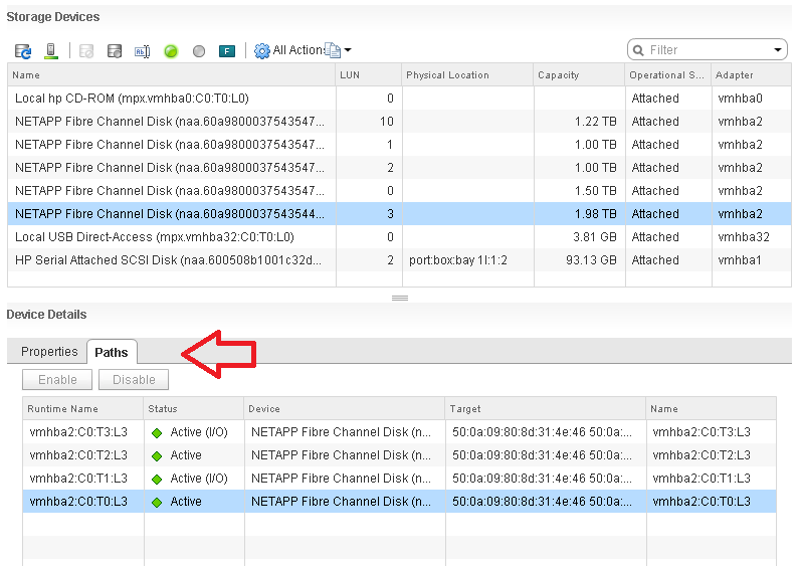 Storage Devices
All Actions Filter
Name LUN Physical Location Capacity Operational S... Adapter
Local hp CD-ROM (mpx.vmhba0:C0:T0:L0) 0 Attached vmhba0
NETAPP Fibre Channel Disk (naa.60a9800037543547... 10 1.22 TB Attached vmhba2
NETAPP Fibre Channel Disk (naa.60a9800037543547... 1 1.00 TB Attached vmhba2
NETAPP Fibre Channel Disk (naa.60a9800037543547... 2 1.00 TB Attached vmhba2
NETAPP Fibre Channel Disk (naa.60a9800037543547... 0 1.50 TB Attached vmhba2
NETAPP Fibre Channel Disk (naa.60a9800037543544... 3 1.98 TB Attached vmhba2
Local USB Direct-Access (mpx.vmhba32:C0:T0:L0) 0 3.81 GB Attached vmhba32
HP Serial Attached SCSI Disk (naa.600508b1001c32d... 2 port:box:bay 1I:1:2 93.13 GB Attached vmhba1
Device Details
Properties Paths
Enable Disable
Runtime Name Status Device Target Name
vmhba2:C0:T3:L3 Active (I/O) NETAPP Fibre Channel Disk (n... 50:0a:09:80:8d:31:4e:46 50:0a:... vmhba2:C0:T3:L3
vmhba2:C0:T2:L3 Active NETAPP Fibre Channel Disk (n... 50:0a:09:80:8d:31:4e:46 50:0a:... vmhba2:C0:T2:L3
vmhba2:C0:T1:L3 Active (I/O) NETAPP Fibre Channel Disk (n... 50:0a:09:80:8d:31:4e:46 50:0a:... vmhba2:C0:T1:L3
vmhba2:C0:T0:L3 Active NETAPP Fibre Channel Disk (n... 50:0a:09:80:8d:31:4e:46 50:0a:... vmhba2:C0:T0:L3